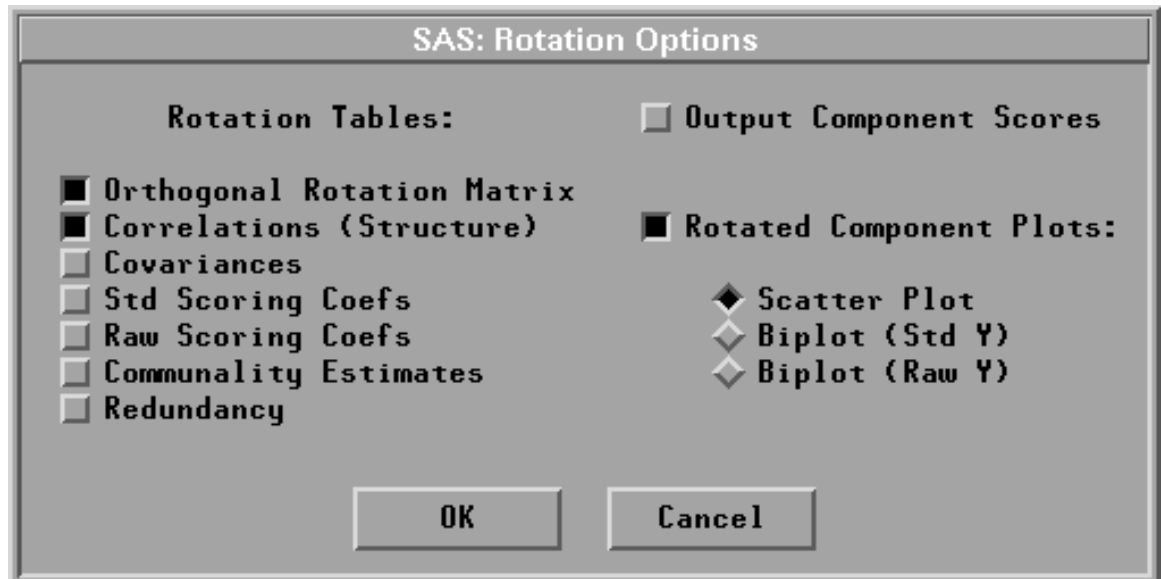 SAS: Rotation Options
Rotation Tables:
Orthogonal Rotation Matrix
Correlations (Structure)
Covariances
Std Scoring Coefs
Raw Scoring Coefs
Communality Estimates
Redundancy
Output Component Scores
Rotated Component Plots:
Scatter Plot
Biplot (Std Y)
Biplot (Raw Y)
OK
Cancel